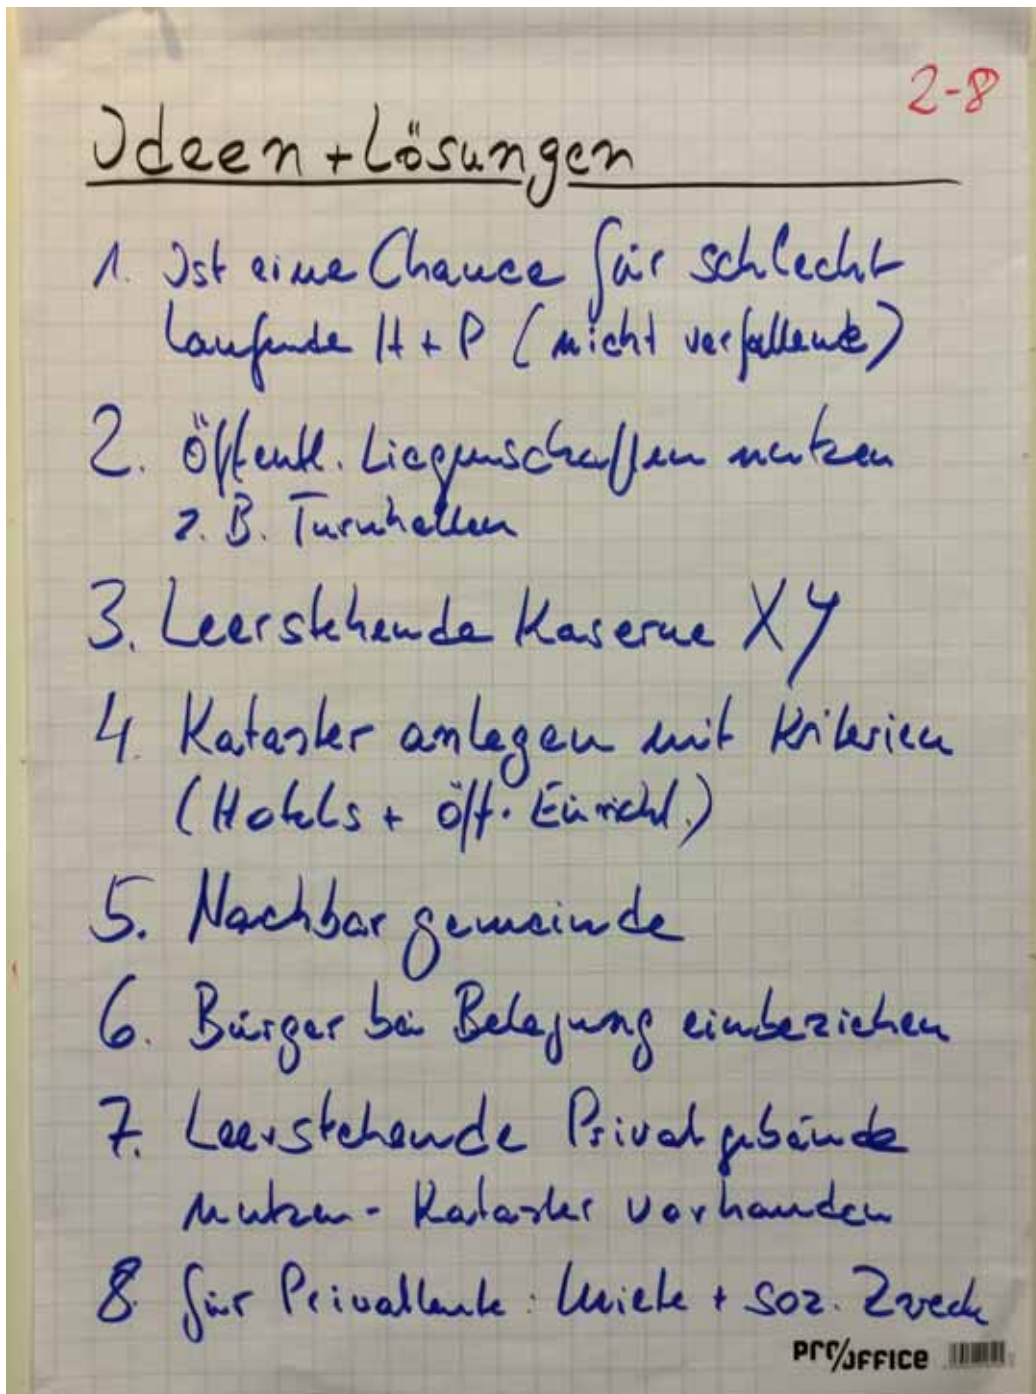 2-8
Ideen + Lösungen
1. Ist eine Chance für schlecht
laufende H + P (nicht verfallende)
2. Öffentl. Liegenschaften nutzen
z. B. Turnhallen
3. Leerstehende Kaserne XY
4. Kataster anlegen mit Kriterien
(Hotels + öff. Einricht.)
5. Nachbargemeinde
6. Bürger bei Belegung einbeziehen
7. Leerstehende Privatgebäude
nutzen - Kataster vorhanden
8. für Privatleute: Miete + soz. Zweck
PRO/OFFICE